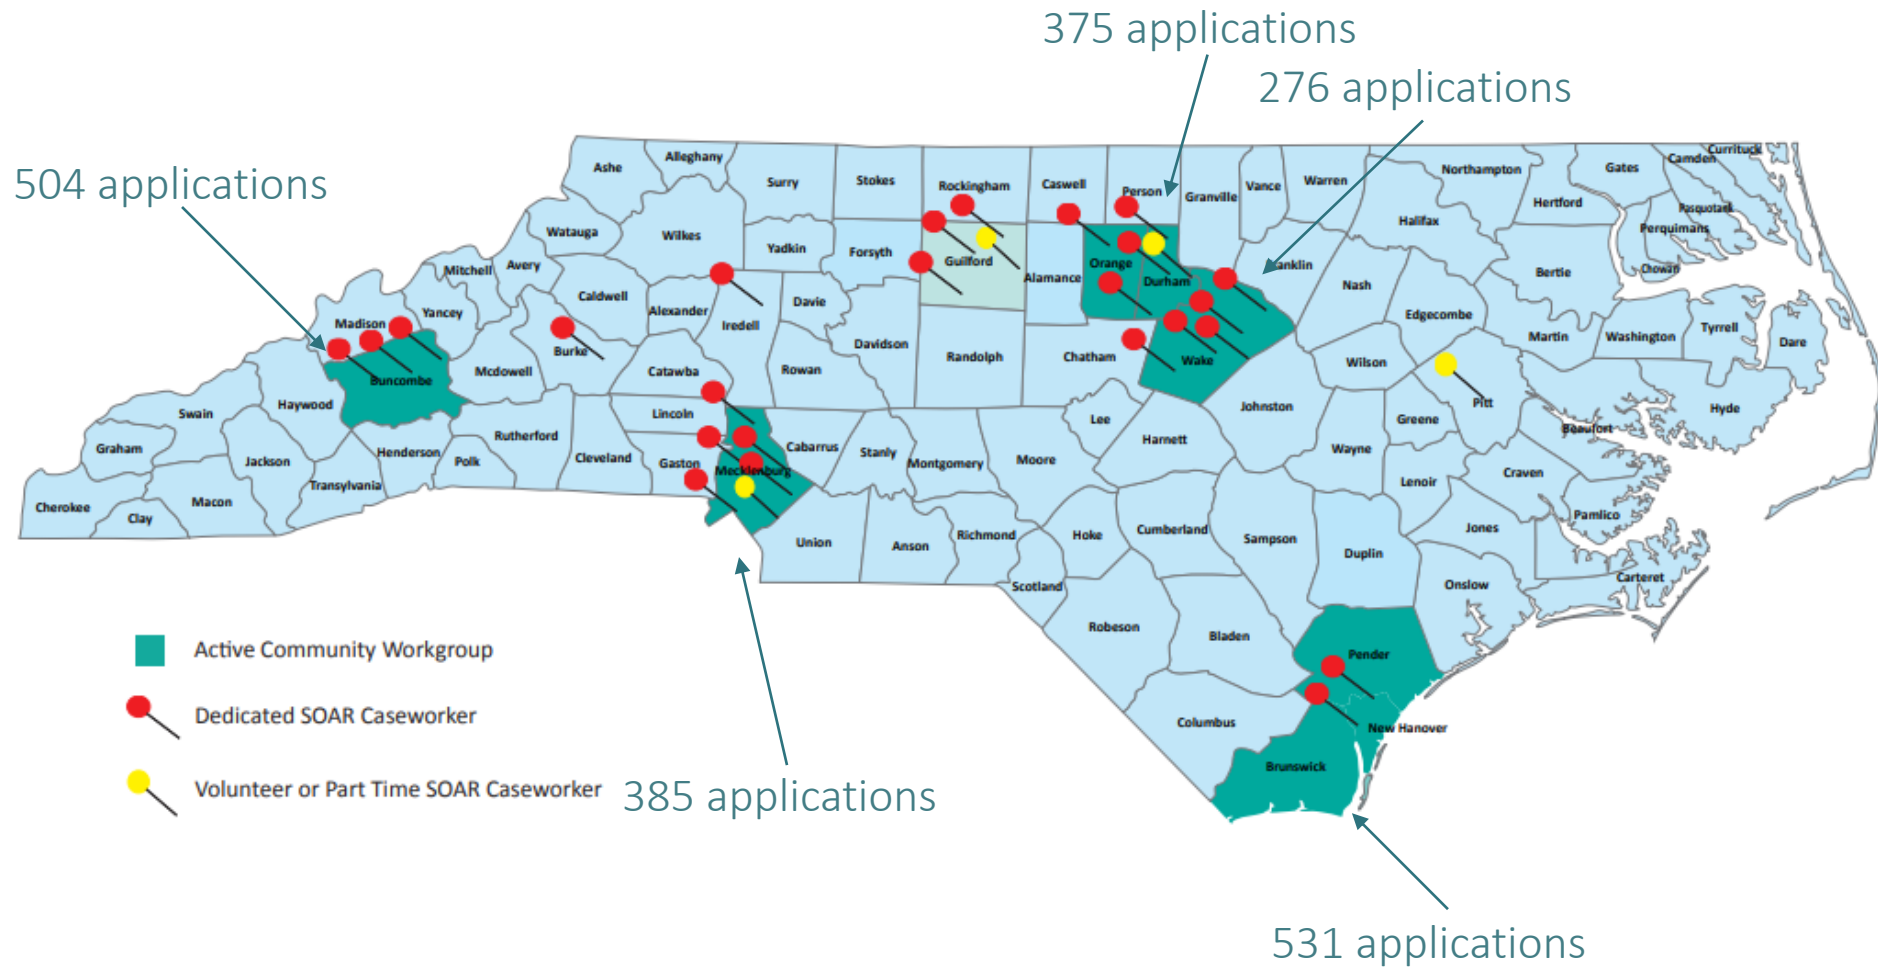 375 applications
276 applications
504 applications
Ashe
Alleghany
Surry
Stokes
Rockingham
Caswell
Person
Granville
Vance
Warren
Northampton
Gates
Camden
Currituck
Hertford
Pasquotank
Perquimans
Halifax
Watauga
Wilkes
Yadkin
Forsyth
Guilford
Alamance
Orange
Durham
anklin
Nash
Bertie
Chowan
Mitchell
Avery
Caldwell
Alexander
Iredell
Davie
Edgecombe
Martin
Washington
Tyrrell
Dare
Madison
Yancey
Burke
Davidson
Randolph
Chatham
Wake
Wilson
Mcdowell
Catawba
Rowan
Buncombe
Haywood
Swain
Lincoln
Lee
Johnston
Greene
Pitt
Beaufort
Hyde
Graham
Jackson
Henderson
Polk
Rutherford
Cleveland
Gaston
Mecklenburg
Cabarrus
Stanly
Montgomery
Moore
Harnett
Wayne
Lenoir
Craven
Cherokee
Clay
Macon
Transylvania
Union
Anson
Richmond
Hoke
Cumberland
Sampson
Duplin
Jones
Pamlico
Scotland
Onslow
Carteret
Robeson
Bladen
Pender
Columbus
New Hanover
Brunswick
Active Community Workgroup
Dedicated SOAR Caseworker
Volunteer or Part Time SOAR Caseworker
385 applications
531 applications